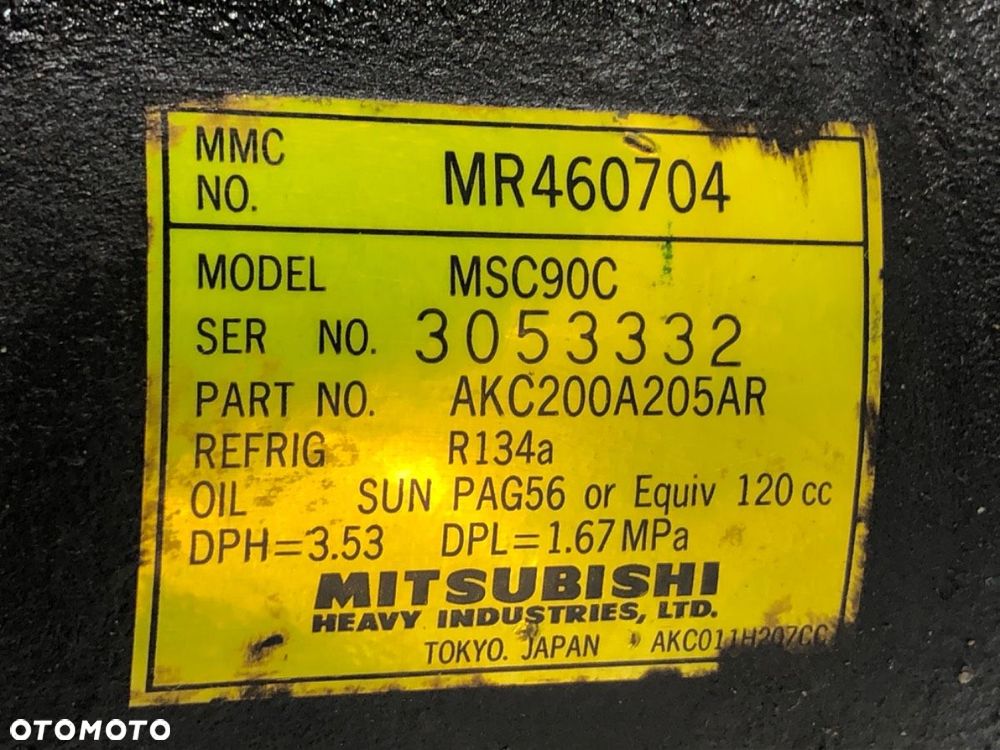 MMC
NO. MR460704
MODEL MSC90C
SER NO. 3053332
PART NO. AKC200A205AR
REFRIG R134a
OIL SUN PAG56 or Equiv 120 cc
DPH=3.53 DPL=1.67 MPa
MITSUBISHI
HEAVY INDUSTRIES, LTD.
TOKYO. JAPAN AKC011H207CC
OTOMOTO